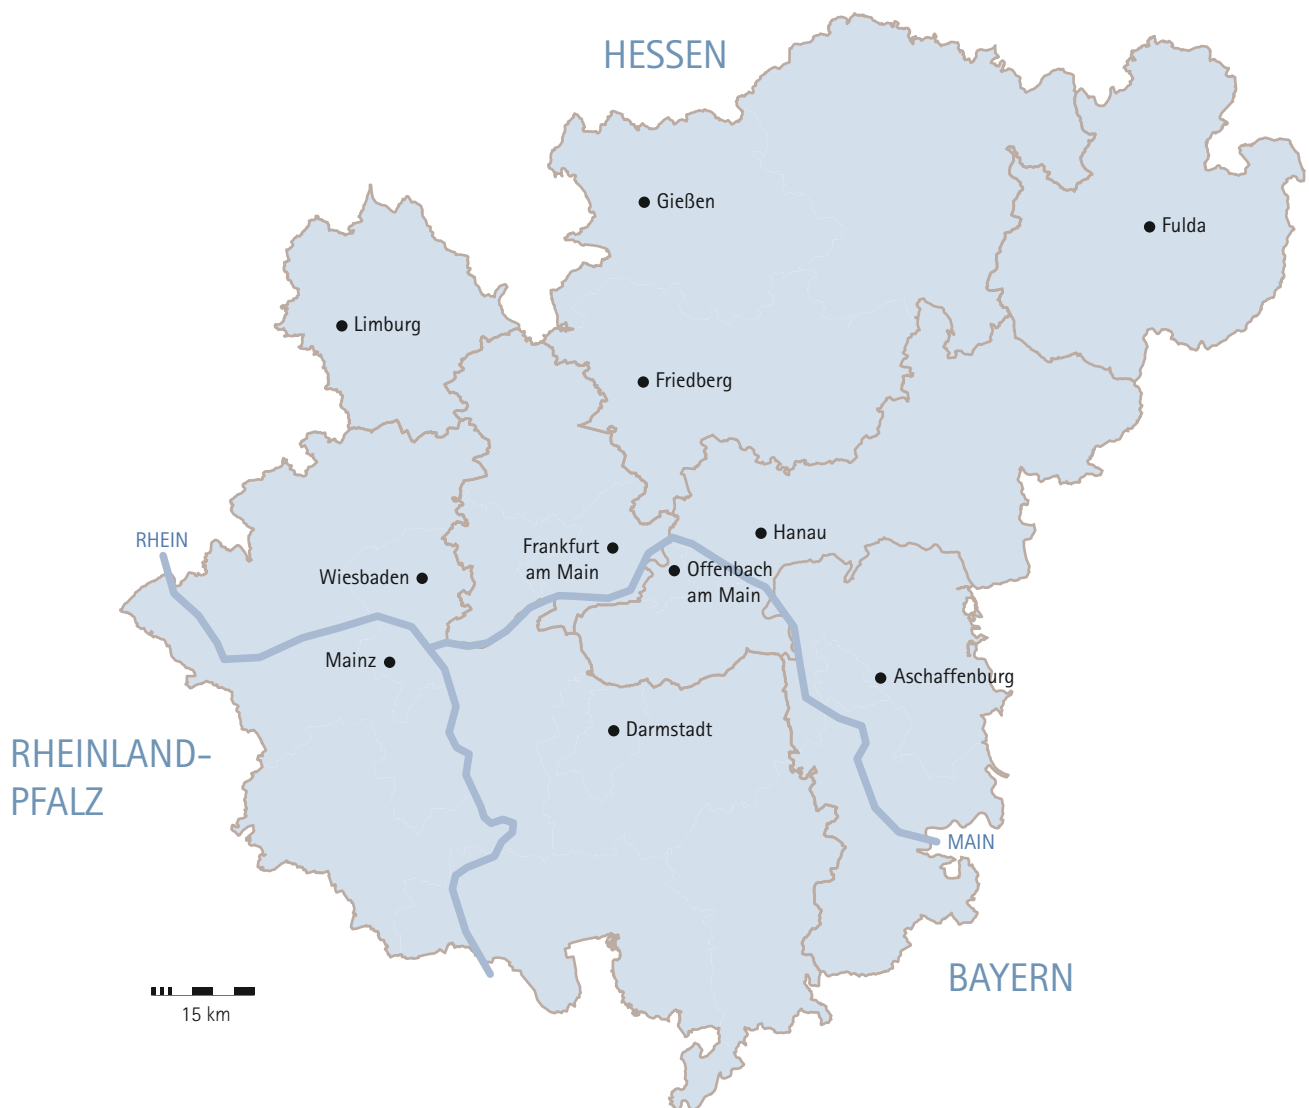 HESSEN
Gießen
Fulda
Limburg
Friedberg
RHEIN
Frankfurt
am Main
Hanau
Wiesbaden
Offenbach
am Main
Mainz
Aschaffenburg
Darmstadt
RHEINLAND-
PFALZ
MAIN
BAYERN
15 km